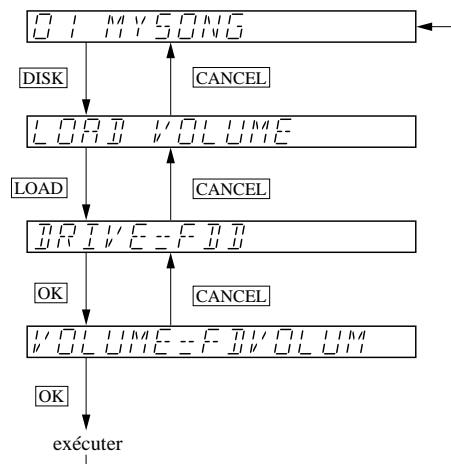 01 MYSONG
DISK CANCEL
LOAD VOLUME
LOAD CANCEL
DRIVE=FDD
OK CANCEL
VOLUME=FDVOLUM
OK
exécuter